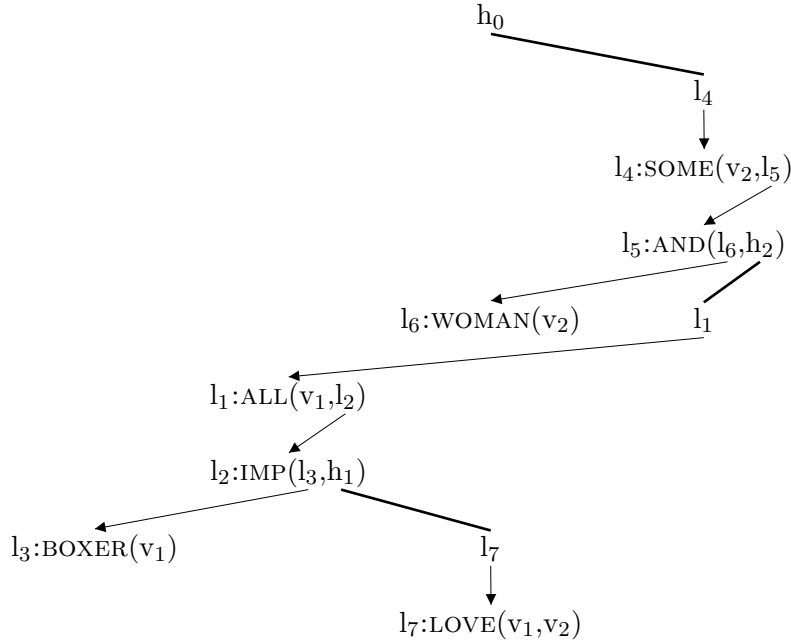 h₀
l₄
l₄:SOME(v₂,l₅)
l₅:AND(l₆,h₂)
l₆:WOMAN(v₂) l₁
l₁:ALL(v₁,l₂)
l₂:IMP(l₃,h₁)
l₃:BOXER(v₁) l₇
l₇:LOVE(v₁,v₂)